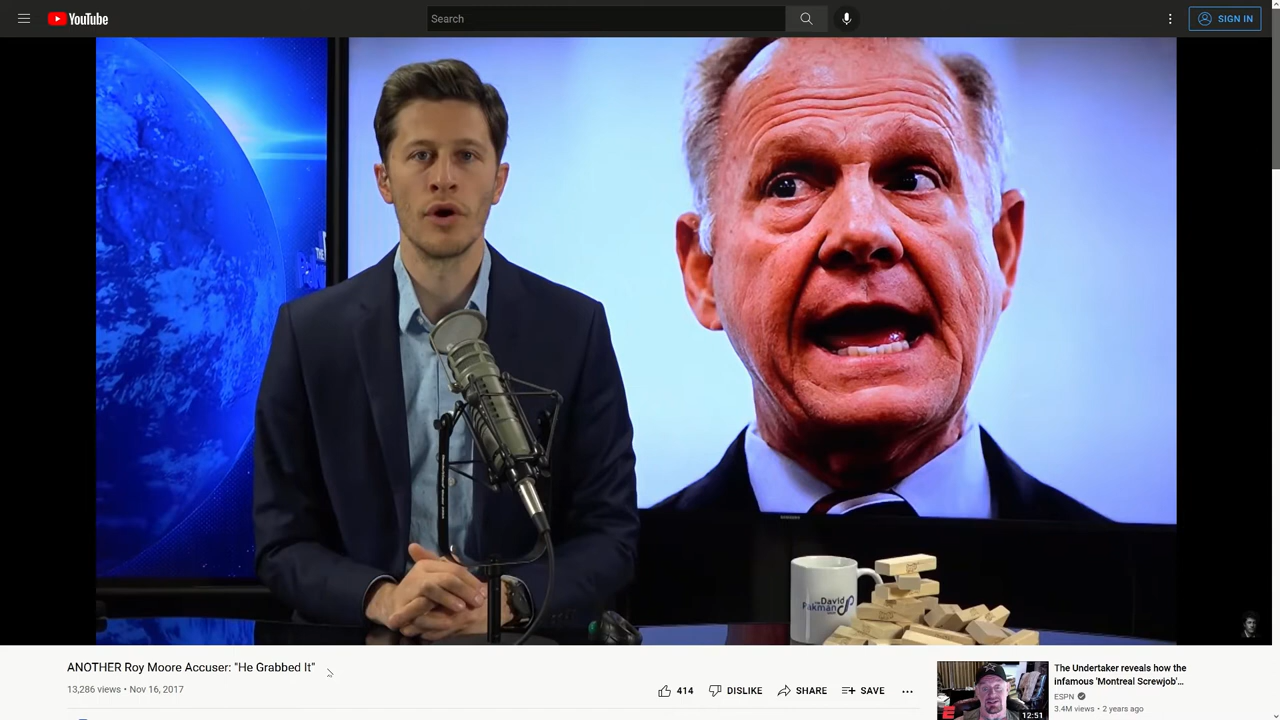 YouTube
Search
SIGN IN
THE David
Pakman
ANOTHER Roy Moore Accuser: "He Grabbed It"
13,286 views • Nov 16, 2017
414
DISLIKE
SHARE
SAVE
12:51
The Undertaker reveals how the
infamous 'Montreal Screwjob'...
ESPN
3.4M views • 2 years ago